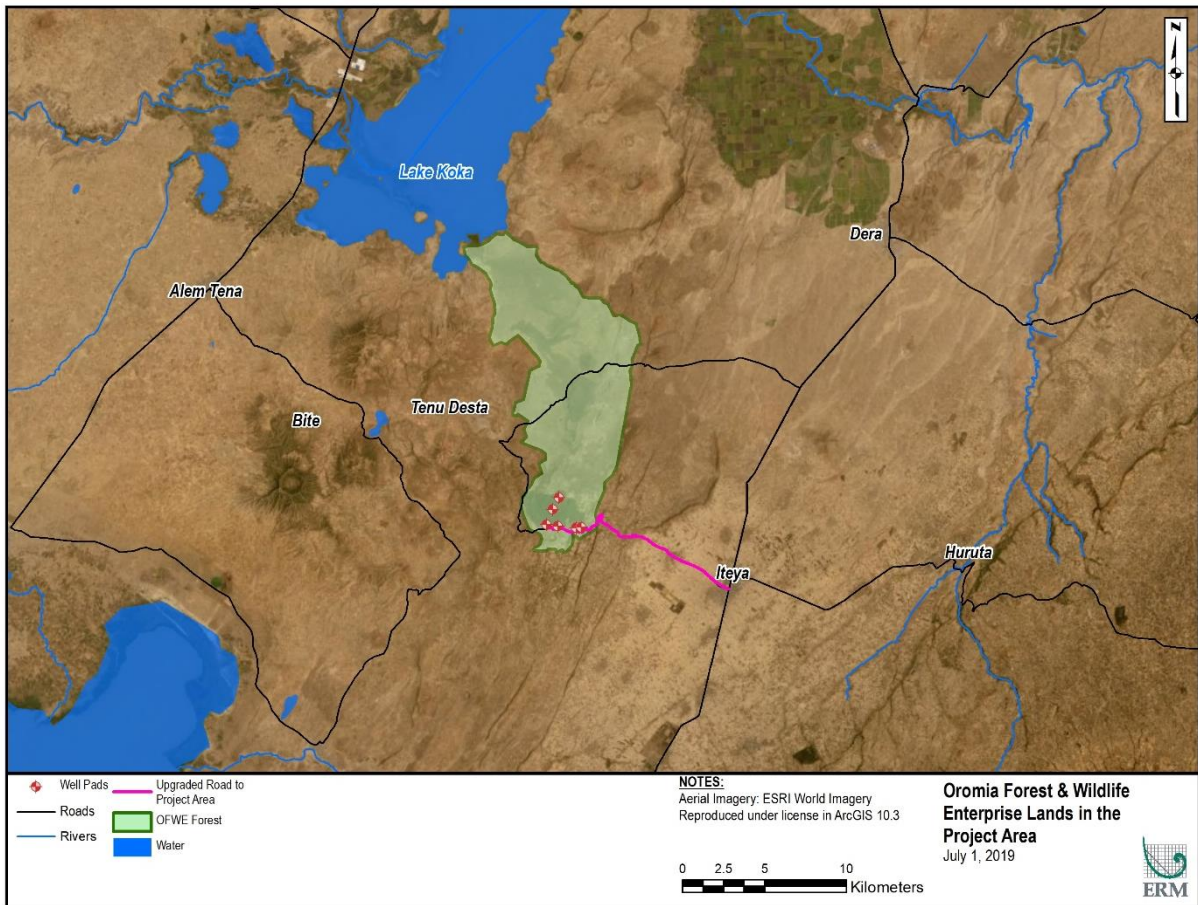 Z
Lake Koka
Dera
Alem Tena
Tenu Desta
Bite
Huruta
Iteya
Well Pads
Roads
Rivers
Upgraded Road to
Project Area
OFWE Forest
Water
NOTES:
Aerial Imagery: ESRI World Imagery
Reproduced under license in ArcGIS 10.3
0 2.5 5 10
Kilometers
Oromia Forest & Wildlife
Enterprise Lands in the
Project Area
July 1, 2019
ERM